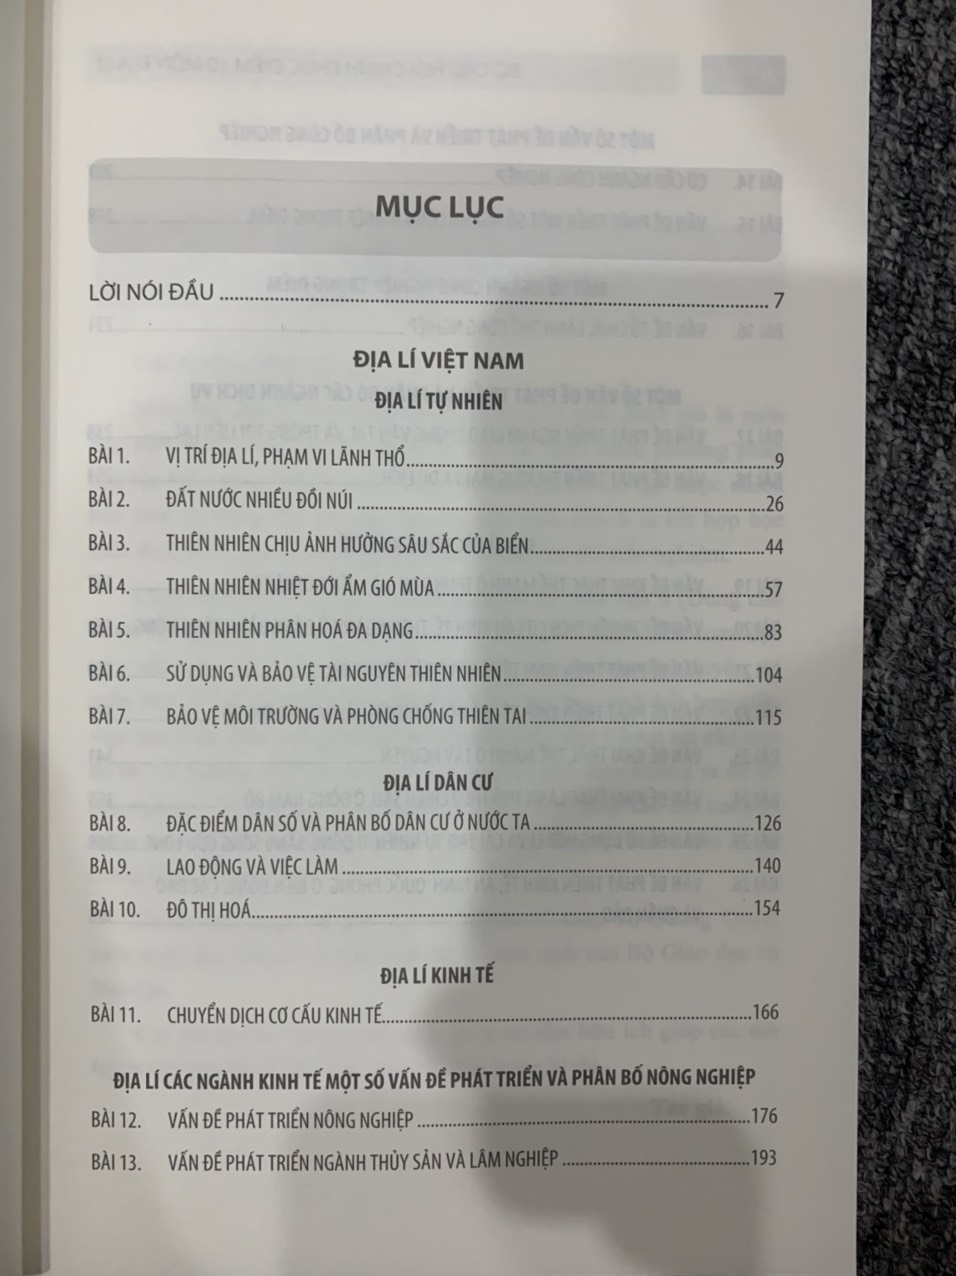 MỤC LỤC
LỜI NÓI ĐẦU ........ 7
ĐỊA LÍ VIỆT NAM
ĐỊA LÍ TỰ NHIÊN
BÀI 1. VỊ TRÍ ĐỊA LÍ, PHẠM VI LÃNH THỔ ........ 9
BÀI 2. ĐẤT NƯỚC NHIỀU ĐỒI NÚI ........ 26
BÀI 3. THIÊN NHIÊN CHỊU ẢNH HƯỞNG SÂU SẮC CỦA BIỂN ........ 44
BÀI 4. THIÊN NHIÊN NHIỆT ĐỚI ẨM GIÓ MÙA ........ 57
BÀI 5. THIÊN NHIÊN PHÂN HOÁ ĐA DẠNG ........ 83
BÀI 6. SỬ DỤNG VÀ BẢO VỆ TÀI NGUYÊN THIÊN NHIÊN ........ 104
BÀI 7. BẢO VỆ MÔI TRƯỜNG VÀ PHÒNG CHỐNG THIÊN TAI ........ 115
ĐỊA LÍ DÂN CƯ
BÀI 8. ĐẶC ĐIỂM DÂN SỐ VÀ PHÂN BỐ DÂN CƯ Ở NƯỚC TA ........ 126
BÀI 9. LAO ĐỘNG VÀ VIỆC LÀM ........ 140
BÀI 10. ĐÔ THỊ HOÁ ........ 154
ĐỊA LÍ KINH TẾ
BÀI 11. CHUYỂN DỊCH CƠ CẤU KINH TẾ ........ 166
ĐỊA LÍ CÁC NGÀNH KINH TẾ MỘT SỐ VẤN ĐỀ PHÁT TRIỂN VÀ PHÂN BỐ NÔNG NGHIỆP
BÀI 12. VẤN ĐỀ PHÁT TRIỂN NÔNG NGHIỆP ........ 176
BÀI 13. VẤN ĐỀ PHÁT TRIỂN NGÀNH THỦY SẢN VÀ LÂM NGHIỆP ........ 193